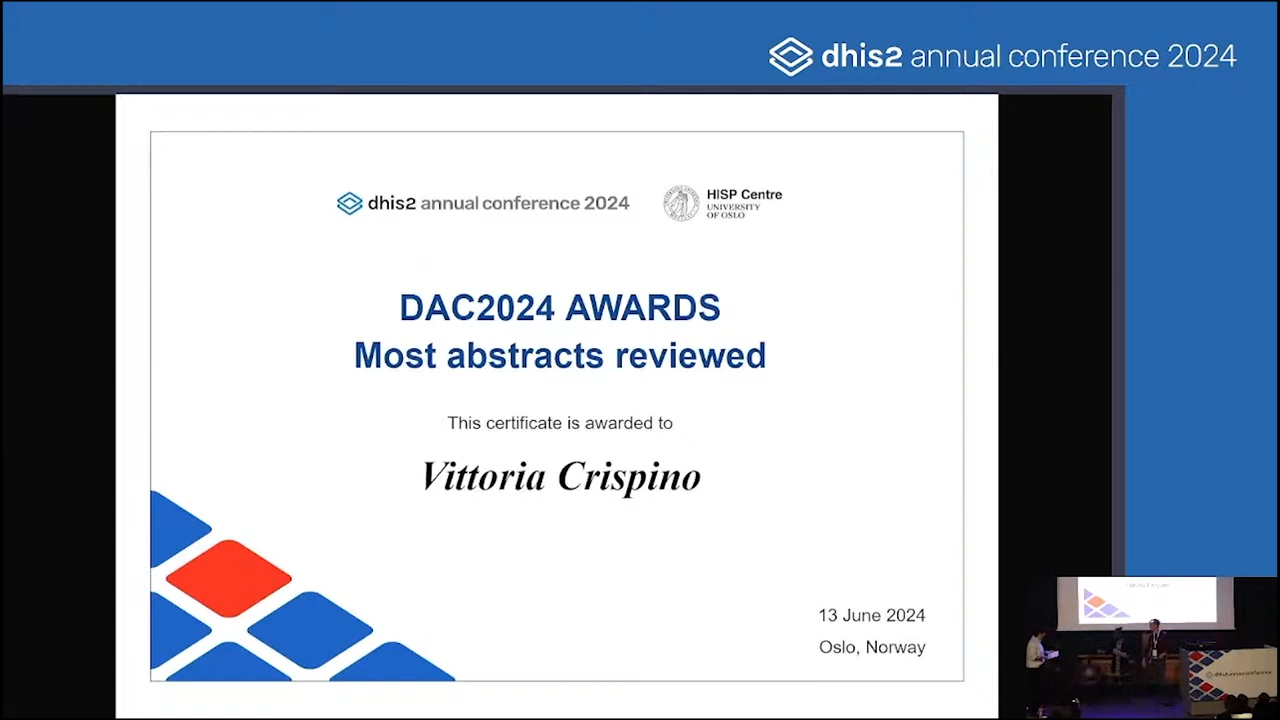 dhis2 annual conference 2024
dhis2 annual conference 2024
HISP Centre
UNIVERSITY
OF OSLO
DAC2024 AWARDS
Most abstracts reviewed
This certificate is awarded to
Vittoria Crispino
13 June 2024
Oslo, Norway